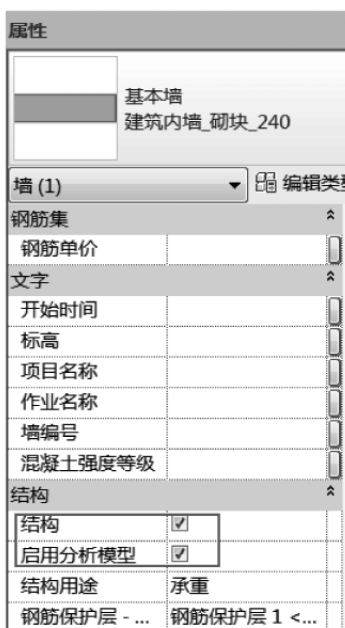 属性
基本墙
建筑内墙_砌块_240
墙 (1)
编辑类型
钢筋集
钢筋单价
文字
开始时间
标高
项目名称
作业名称
墙编号
混凝土强度等级
结构
结构
启用分析模型
结构用途 承重
钢筋保护层 - ... 钢筋保护层 1 <...